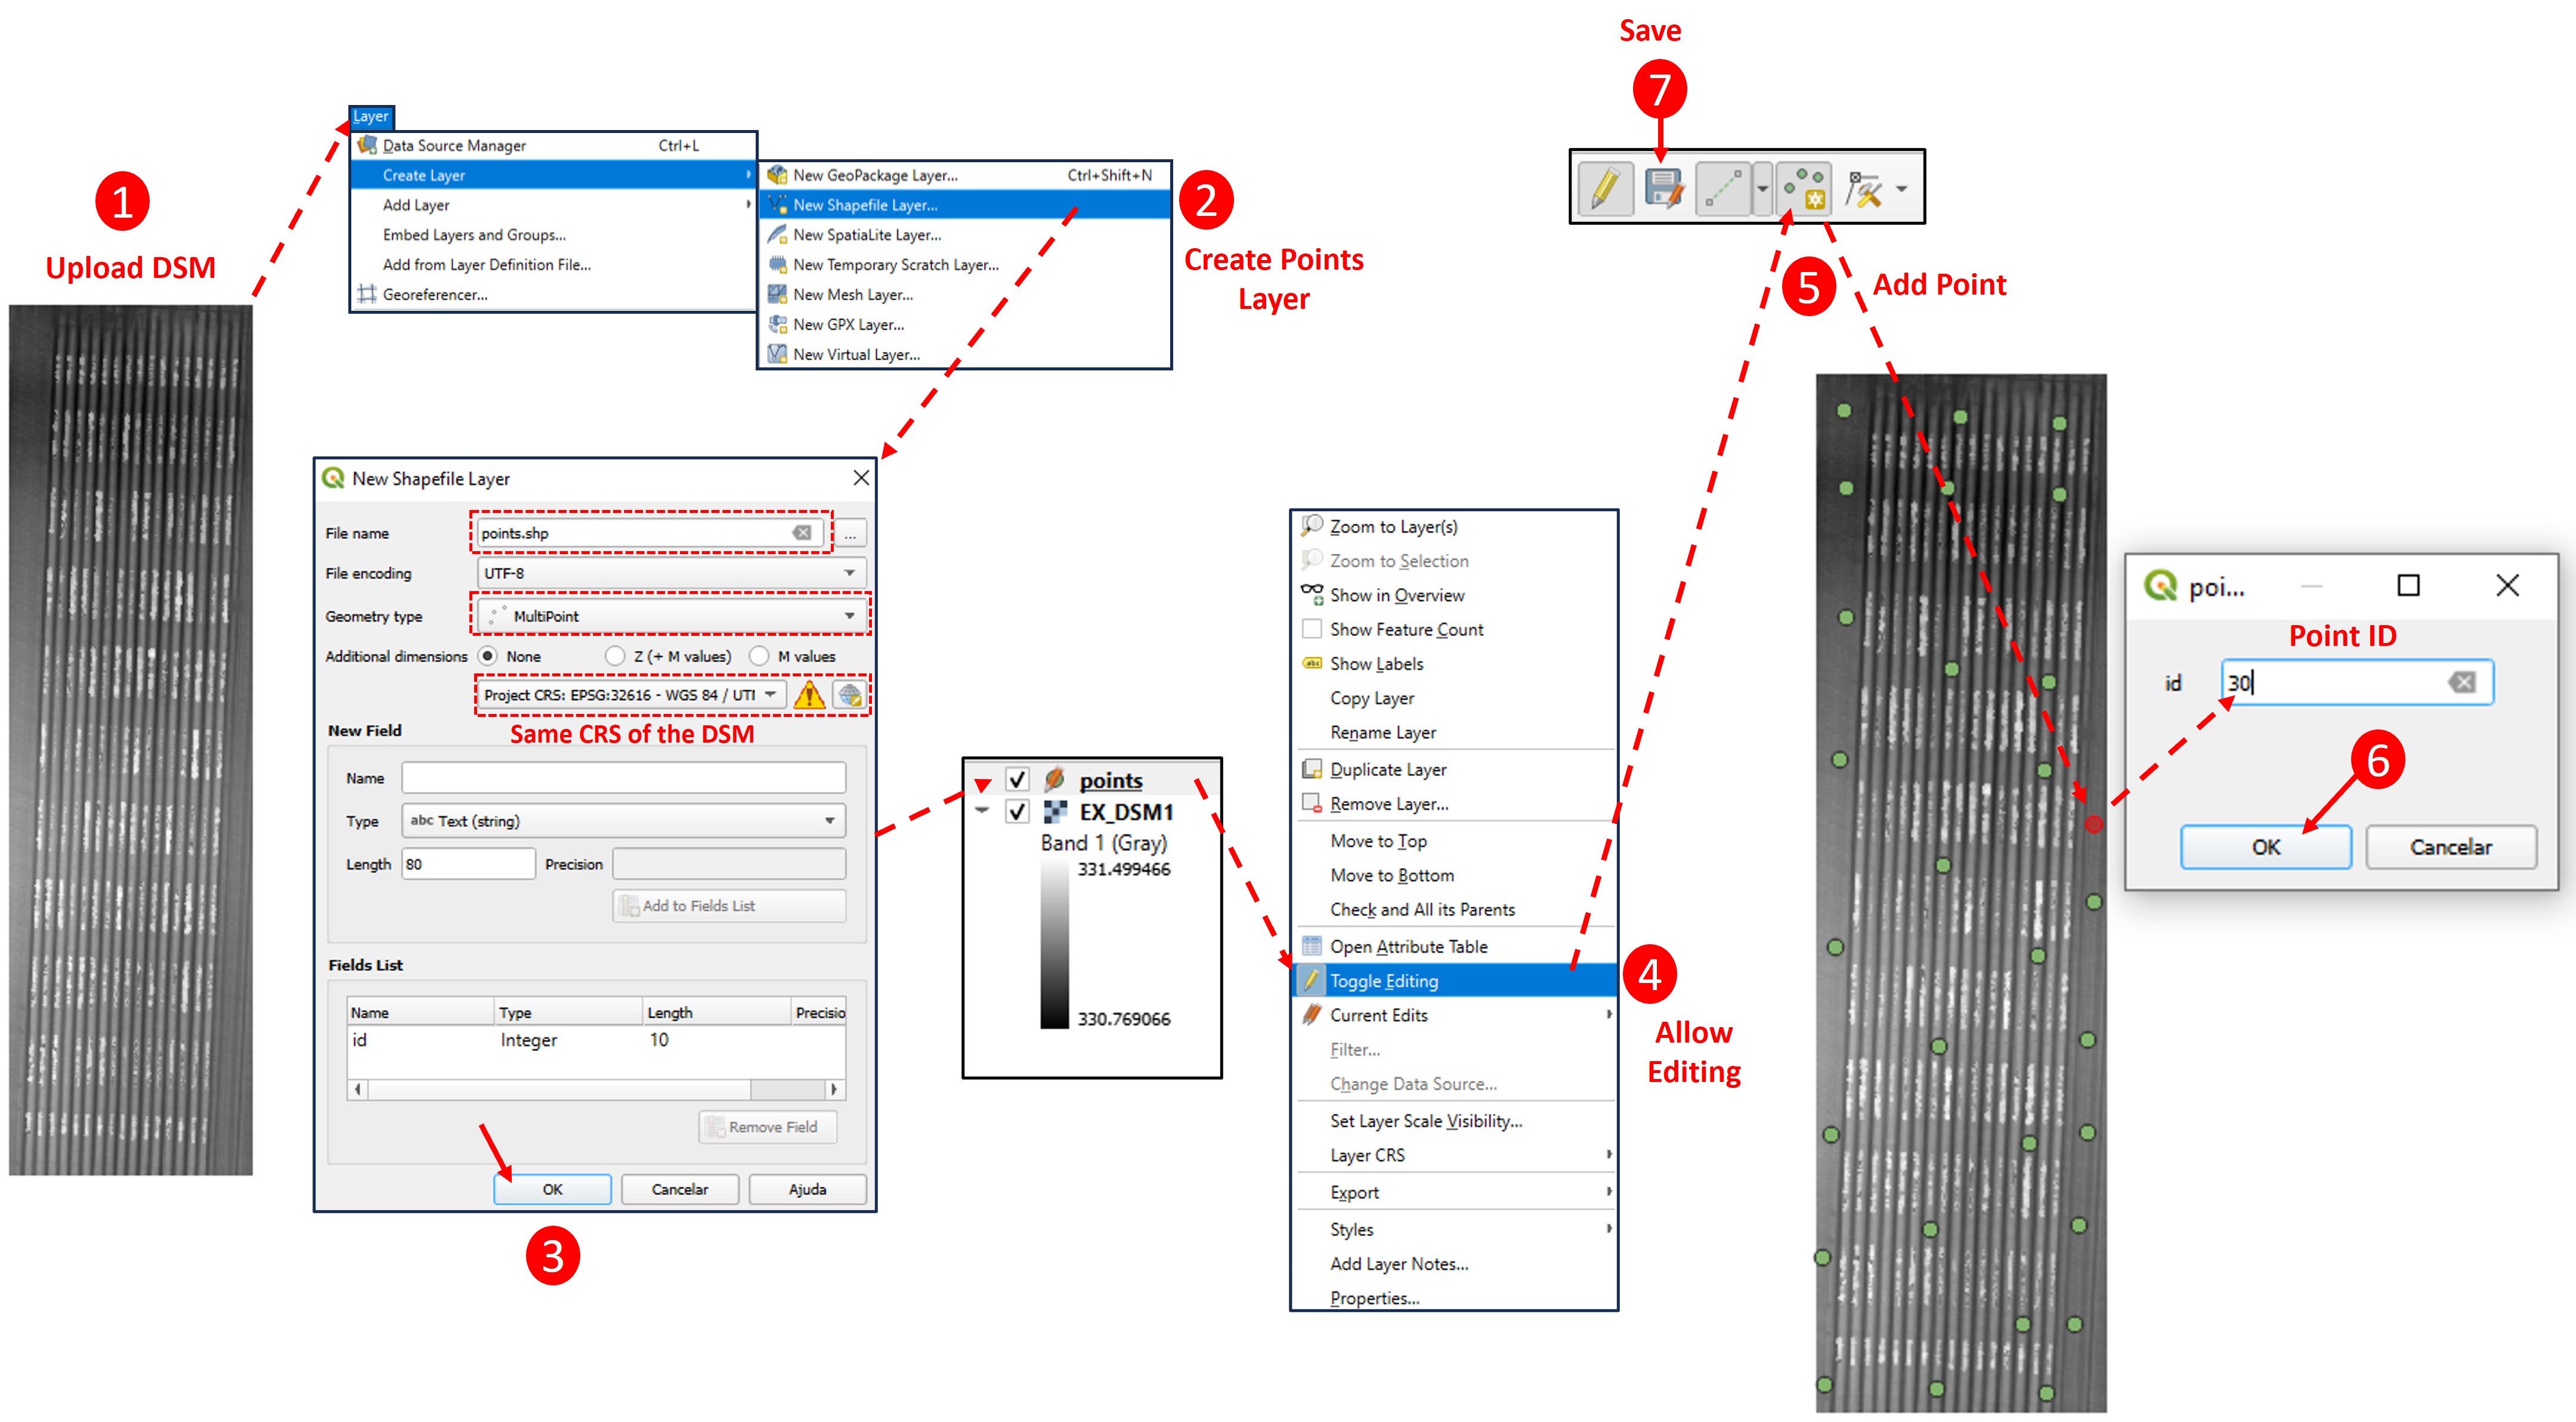 1
Upload DSM
Layer
Data Source Manager Ctrl+L
Create Layer
Add Layer
Embed Layers and Groups...
Add from Layer Definition File...
Georeferencer...
New GeoPackage Layer... Ctrl+Shift+N
New Shapefile Layer...
New SpatiaLite Layer...
New Temporary Scratch Layer...
New Mesh Layer...
New GPX Layer...
New Virtual Layer...
2
Create Points
Layer
New Shapefile Layer
File name points.shp ...
File encoding UTF-8
Geometry type MultiPoint
Additional dimensions None Z (+ M values) M values
Project CRS: EPSG:32616 - WGS 84 / UTI
Same CRS of the DSM
New Field
Name
Type abc Text (string)
Length 80 Precision
Add to Fields List
Fields List
Name Type Length Precisio
id Integer 10
Remove Field
OK Cancelar Ajuda
3
points
EX_DSM1
Band 1 (Gray)
331.499466
330.769066
Zoom to Layer(s)
Zoom to Selection
Show in Overview
Show Feature Count
abc Show Labels
Copy Layer
Rename Layer
Duplicate Layer
Remove Layer...
Move to Top
Move to Bottom
Check and All its Parents
Open Attribute Table
Toggle Editing
Current Edits
Filter...
Change Data Source...
Set Layer Scale Visibility...
Layer CRS
Export
Styles
Add Layer Notes...
Properties...
4
Allow
Editing
Save
7
5
Add Point
poi...
Point ID
id 30
6
OK Cancelar